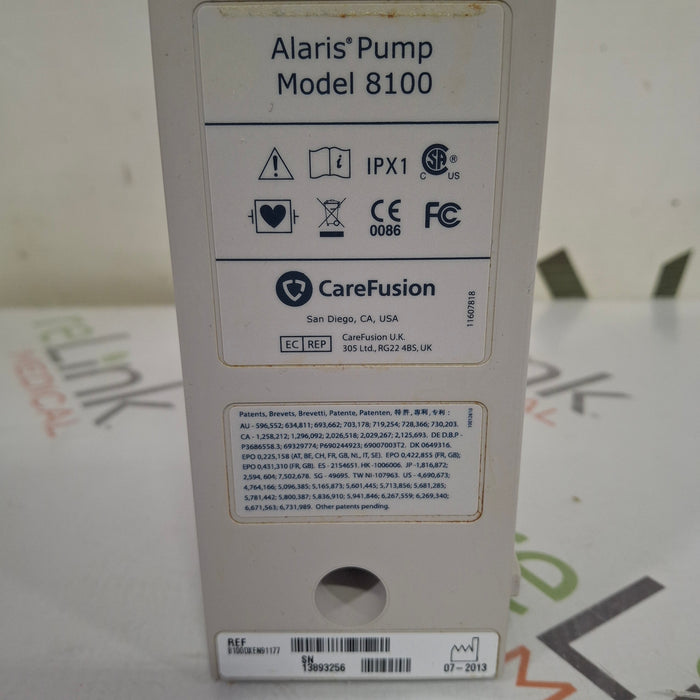 Alaris® Pump
Model 8100
IPX1
C US ®
0086
FC
CareFusion
San Diego, CA, USA
EC REP
CareFusion U.K.
305 Ltd., RG22 4BS, UK
11607818
Patents, Brevets, Brevetti, Patente, Patenten, 特許, 專利, 专利 :
AU - 596,552; 634,811; 693,662; 703,178; 719,254; 728,366; 730,203.
CA - 1,258,212; 1,296,092; 2,026,518; 2,029,267; 2,125,693. DE D.B.P -
P3686558.3; 69329774; P690244923; 69007003T2. DK 0649316.
EPO 0,225,158 (AT, BE, CH, FR, GB, NL, IT, SE). EPO 0,422,855 (FR, GB);
EPO 0,431,310 (FR, GB). ES - 2154651. HK -1006006. JP -1,816,872;
2,594,604; 7,502,678. SG - 49695. TW NI-107963. US - 4,690,673;
4,764,166; 5,096,385; 5,165,873; 5,601,445; 5,713,856; 5,681,285;
5,781,442; 5,800,387; 5,836,910; 5,941,846; 6,267,559; 6,269,340;
6,671,563; 6,731,989. Other patents pending.
REF
8100DXEN91177
SN
13893256
07-2013
reLink
MEDICAL
Link